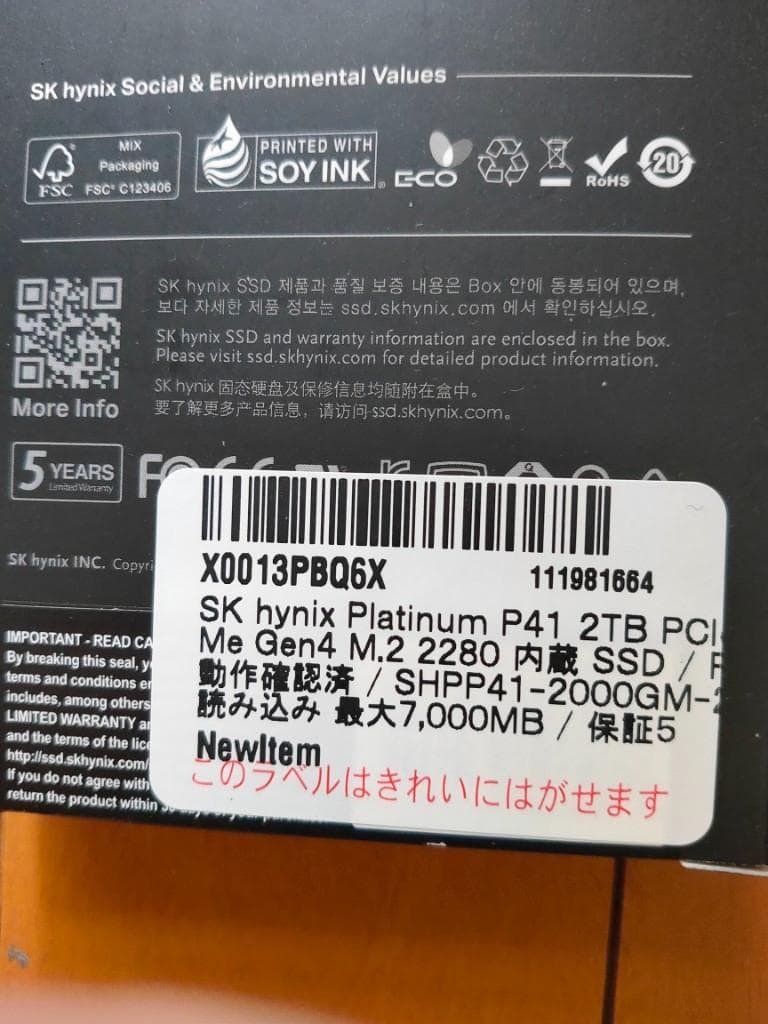 SK hynix Social & Environmental Values
FSC
MIX
Packaging
FSC® C123406
PRINTED WITH
SOY INK
ECO
RoHS
20
SK hynix SSD 제품과 품질 보증 내용은 Box 안에 동봉되어 있으며,
보다 자세한 제품 정보는 ssd.skhynix.com 에서 확인하십시오.
SK hynix SSD and warranty information are enclosed in the box.
Please visit ssd.skhynix.com for detailed product information.
SK hynix 固态硬盘及保修信息均随附在盒中。
要了解更多产品信息，请访问 ssd.skhynix.com。
More Info
5 YEARS
Limited Warranty
SK hynix INC. Copyri
X0013PBQ6X 111981664
SK hynix Platinum P41 2TB PCI
Me Gen4 M.2 2280 内蔵 SSD /
動作確認済 / SHPP41-2000GM-2
読み込み 最大7,000MB / 保証5
NewItem
このラベルはきれいにはがせます
IMPORTANT - READ CA
By breaking this seal, y
terms and conditions
includes, among others
LIMITED WARRANTY
and the terms of the lic
http://ssd.skhynix.com/
If you do not agree with
return the product within